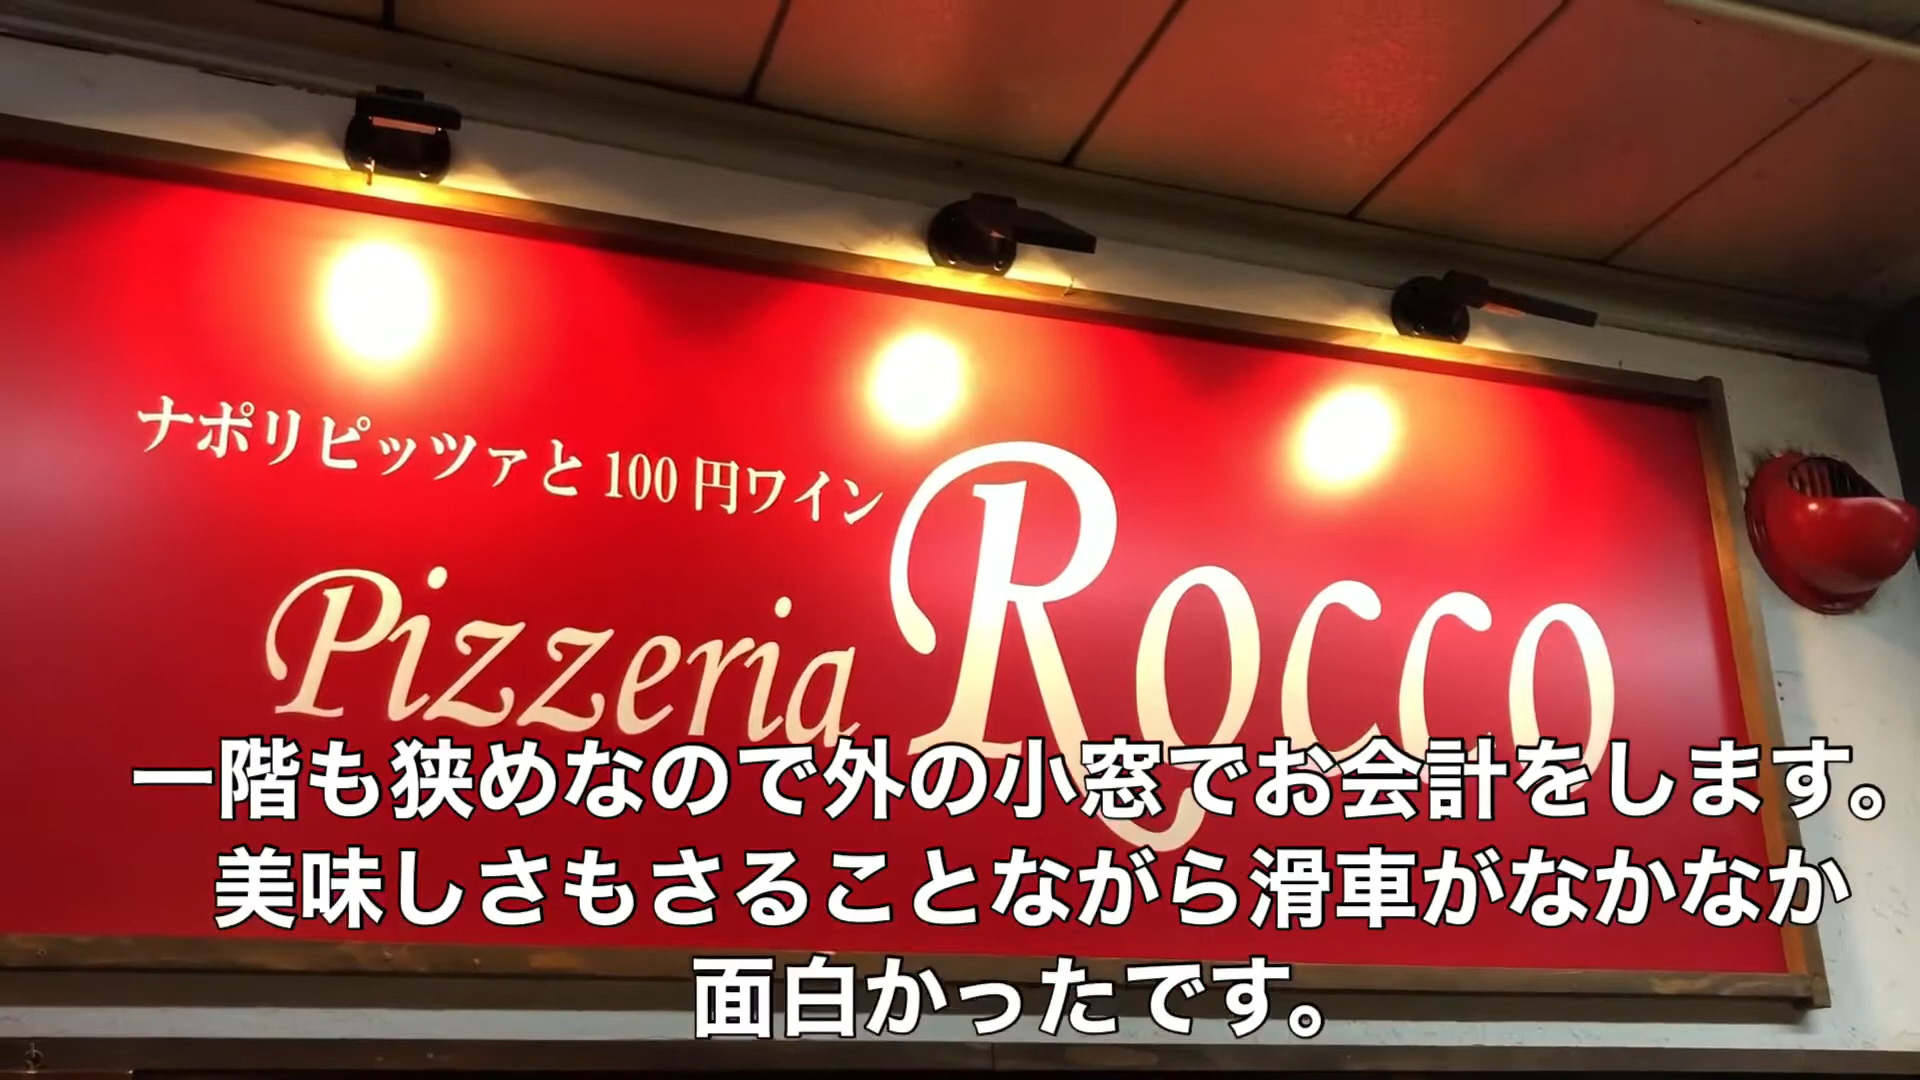 ナポリピッツァと100円ワイン
Pizzeria Rocco
一階も狭めなので外の小窓でお会計をします。
美味しさもさることながら滑車がなかなか
面白かったです。